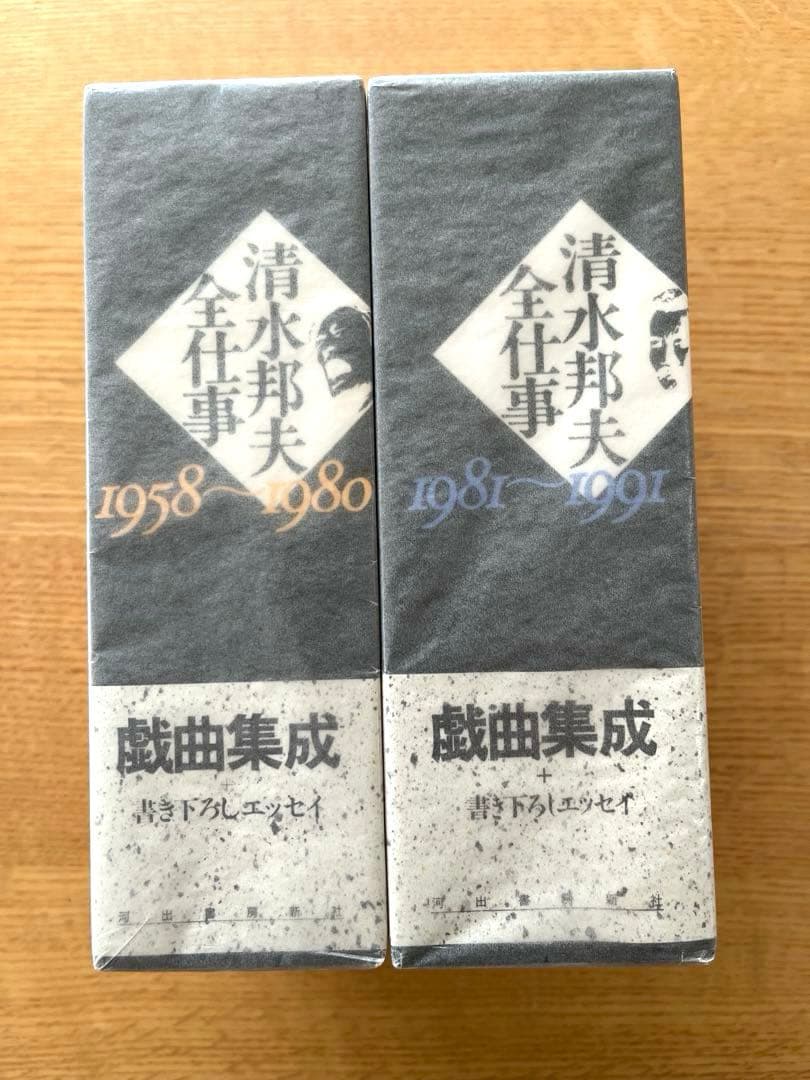 清水邦夫
全仕事
1958〜1980
戯曲集成
+
書き下ろしエッセイ
河出書房新社
清水邦夫
全仕事
1981〜1991
戯曲集成
+
書き下ろしエッセイ
河出書房新社